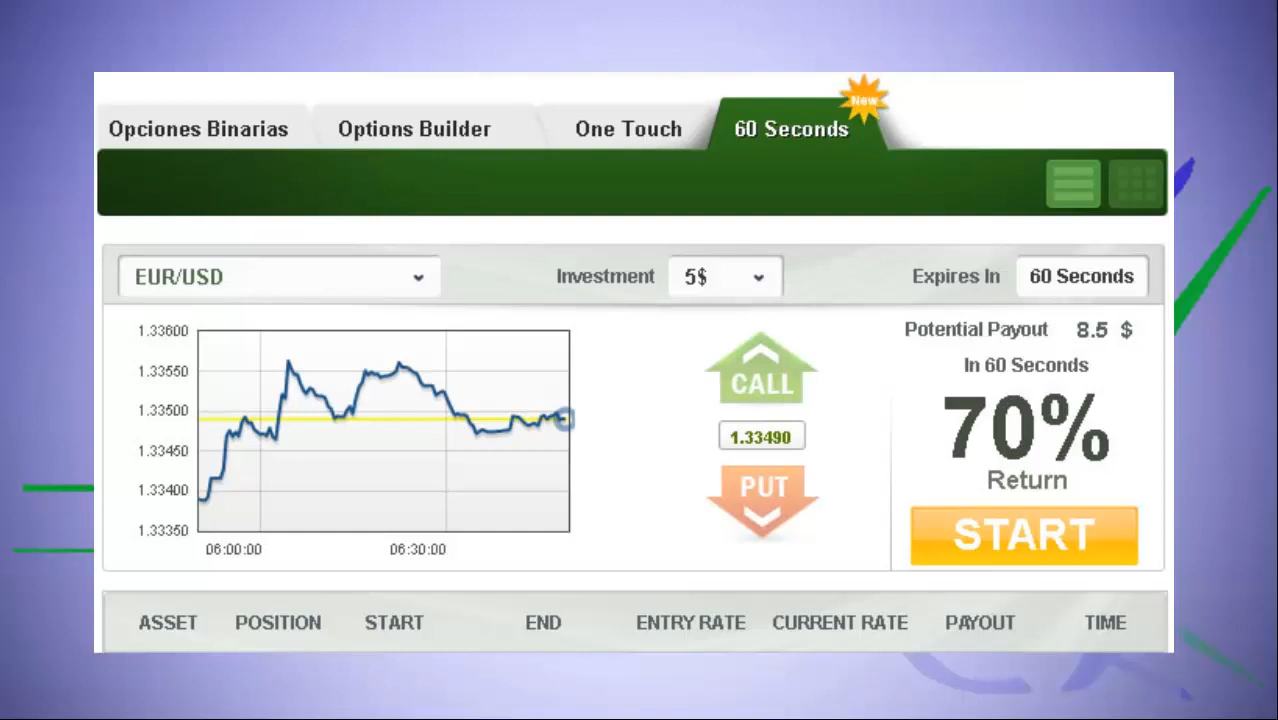 New
Opciones Binarias Options Builder One Touch 60 Seconds
EUR/USD Investment 5$ Expires In 60 Seconds
1.33600
1.33550
1.33500
1.33450
1.33400
1.33350
06:00:00 06:30:00
CALL
1.33490
PUT
Potential Payout 8.5 $
In 60 Seconds
70%
Return
START
ASSET POSITION START END ENTRY RATE CURRENT RATE PAYOUT TIME